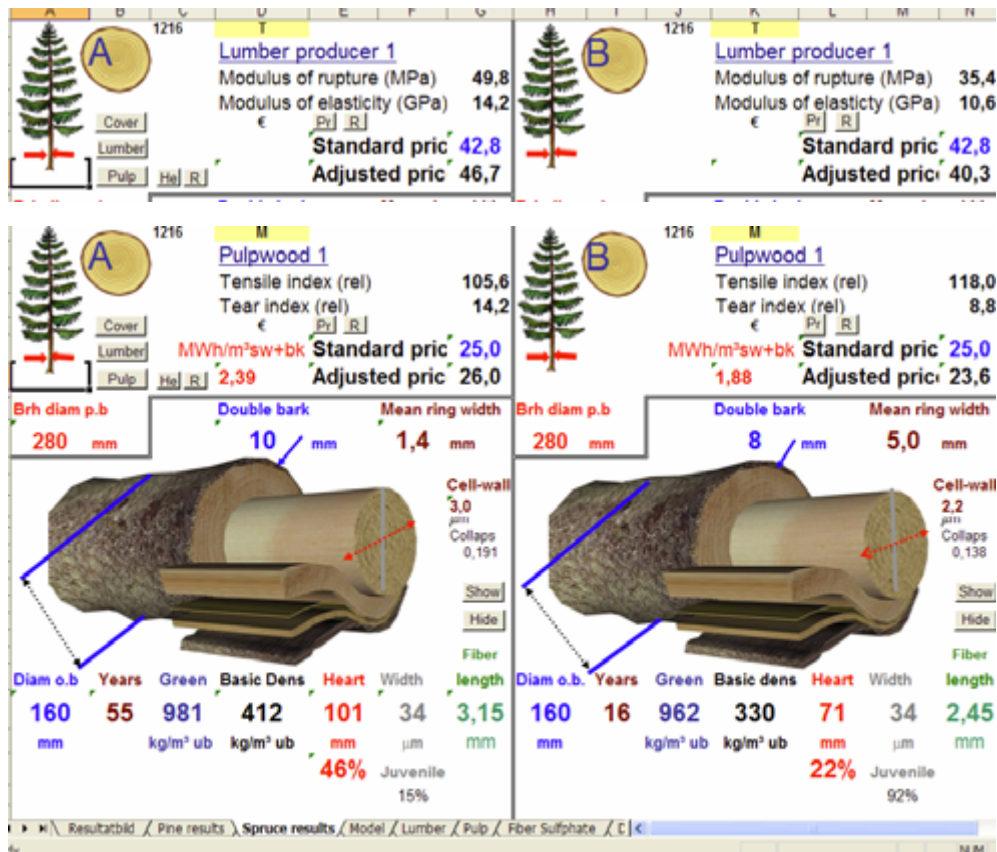 A B C D E F G H I J K L M N
A 1216 T B 1216 T
Lumber producer 1 Lumber producer 1
Modulus of rupture (MPa) 49,8 Modulus of rupture (MPa) 35,4
Modulus of elasticity (GPa) 14,2 Modulus of elasticty (GPa) 10,6
Cover € Pr R € Pr R
Lumber Standard pric 42,8 Standard pric 42,8
Pulp He R Adjusted pric 46,7 Adjusted price 40,3
A 1216 M B 1216 M
Pulpwood 1 Pulpwood 1
Tensile index (rel) 105,6 Tensile index (rel) 118,0
Tear index (rel) 14,2 Tear index (rel) 8,8
Cover € Pr R € Pr R
Lumber MWh/m³sw+bk Standard pric 25,0 MWh/m³sw+bk Standard pric 25,0
Pulp He R 2,39 Adjusted pric 26,0 1,88 Adjusted price 23,6
Brh diam p.b Double bark Mean ring width Brh diam p.b Double bark Mean ring width
280 mm 10 mm 1,4 mm 280 mm 8 mm 5,0 mm
Cell-wall Cell-wall
3,0 2,2
µm µm
Collaps Collaps
0,191 0,138
Show Show
Hide Hide
Fiber Fiber
Diam o.b Years Green Basic Dens Heart Width length Diam o.b. Years Green Basic dens Heart Width length
160 55 981 412 101 34 3,15 160 16 962 330 71 34 2,45
mm kg/m³ ub kg/m³ ub mm µm mm mm kg/m³ ub kg/m³ ub mm µm mm
46% Juvenile 22% Juvenile
15% 92%
Resultatbild Pine results Spruce results Model Lumber Pulp Fiber Sulphate
NUM